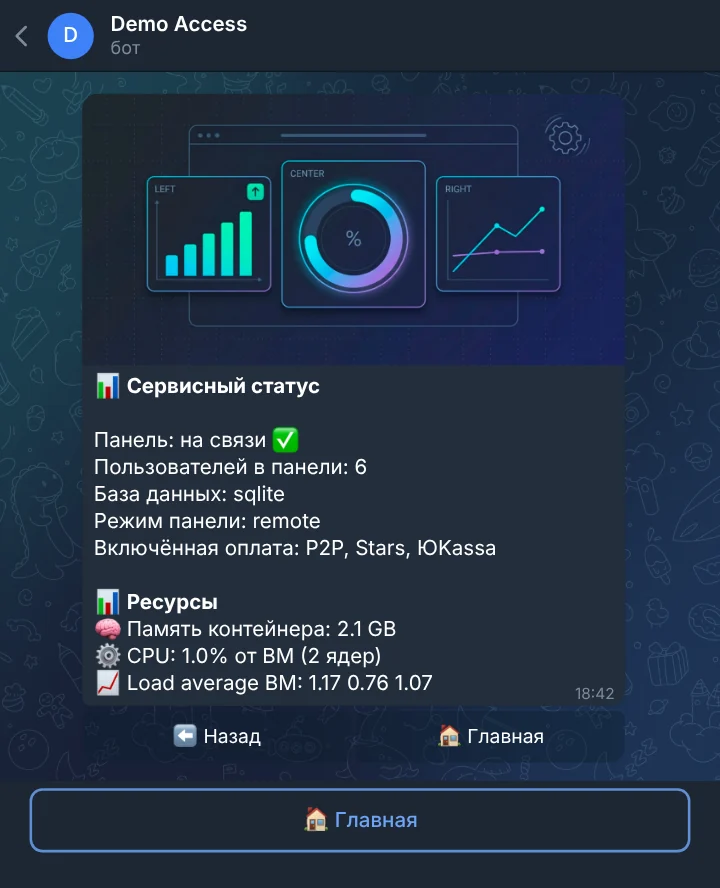 D
Demo Access
бот
LEFT
CENTER
RIGHT
%
📊 Сервисный статус
Панель: на связи ✅
Пользователей в панели: 6
База данных: sqlite
Режим панели: remote
Включённая оплата: P2P, Stars, ЮKassa
📊 Ресурсы
🧠 Память контейнера: 2.1 GB
⚙️ CPU: 1.0% от ВМ (2 ядер)
📈 Load average ВМ: 1.17 0.76 1.07
18:42
⬅️ Назад
🏠 Главная
🏠 Главная